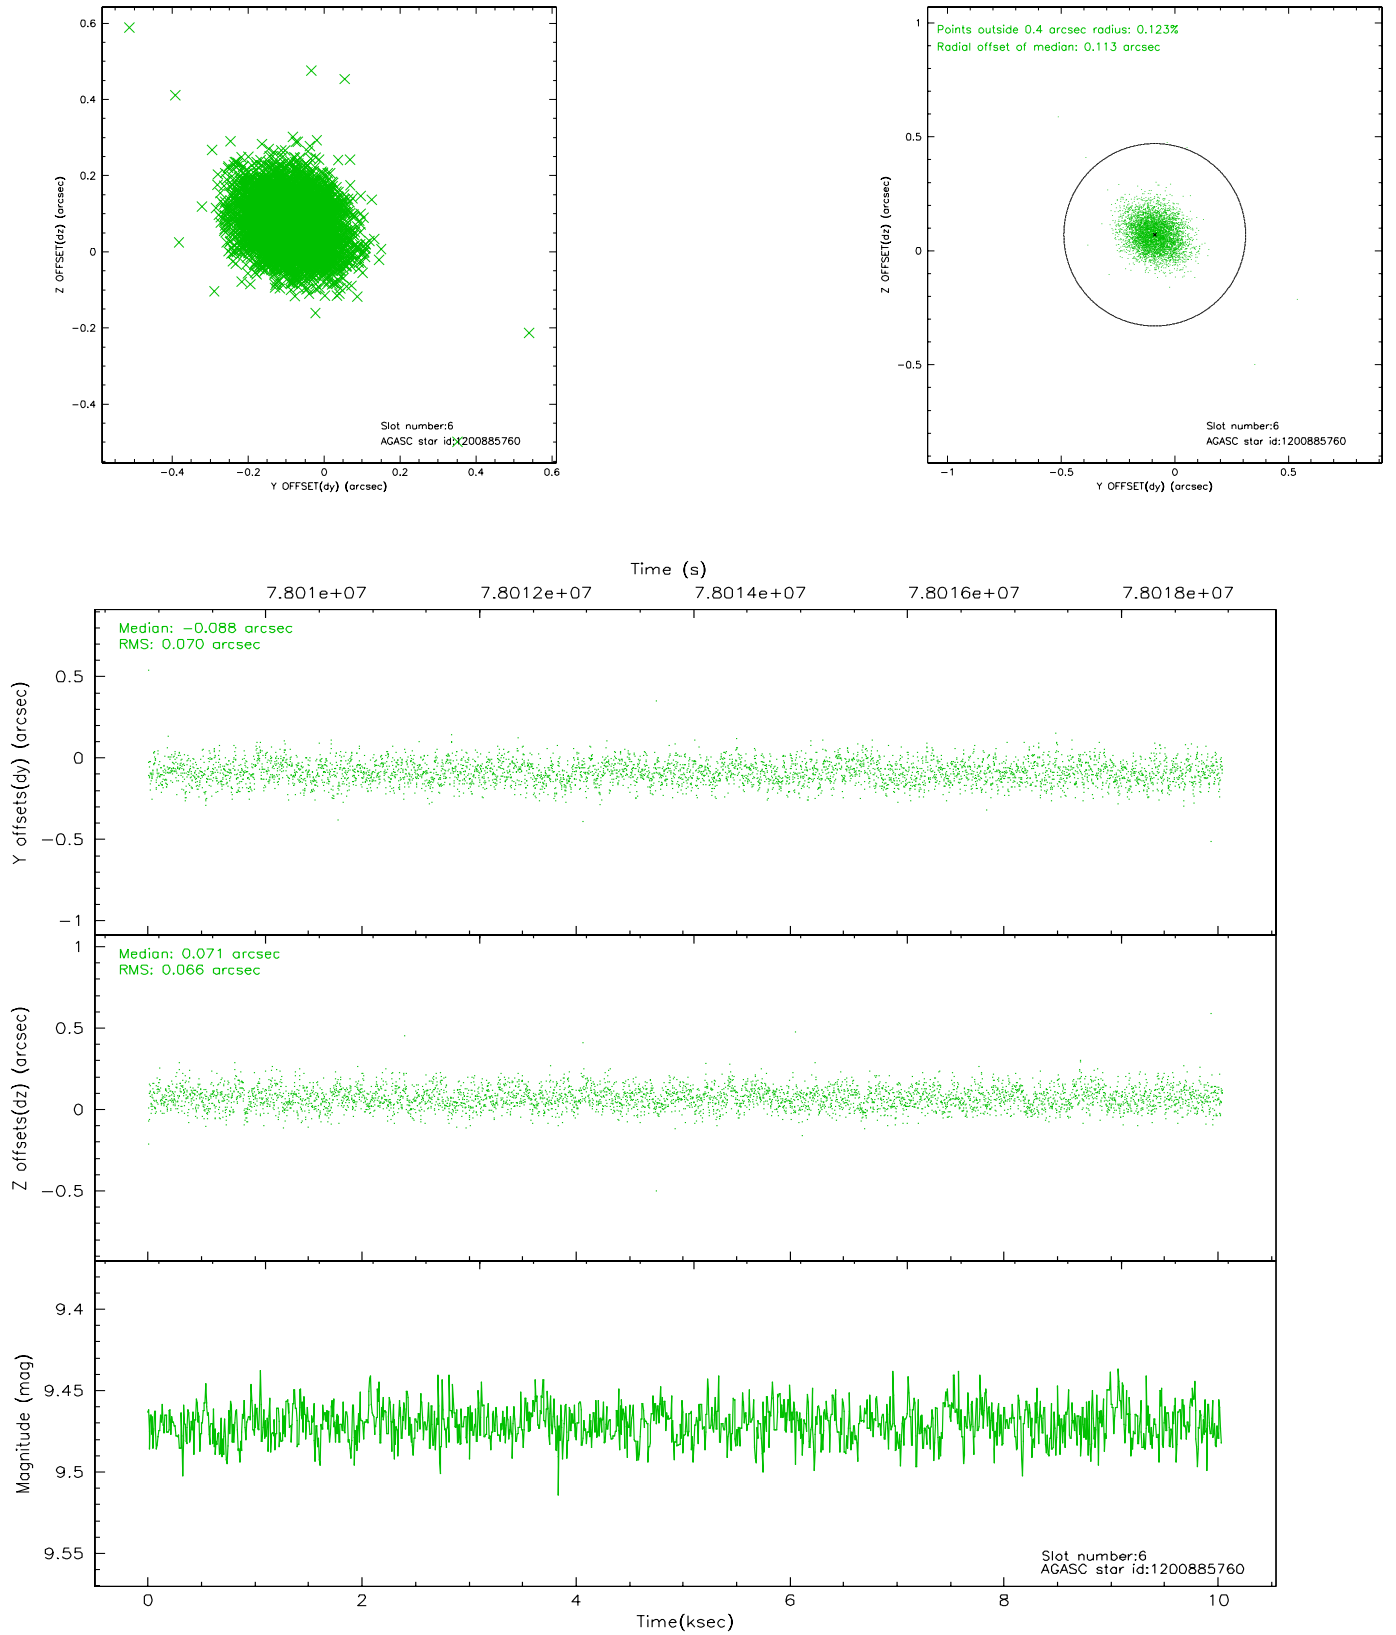 0.6
0.4
0.2
0
−0.2
−0.4
−0.4
−0.2
0
0.2
0.4
0.6
Z OFFSET(dz) (arcsec)
Y OFFSET(dy) (arcsec)
Slot number:6
AGASC star id:1200885760
Points outside 0.4 arcsec radius: 0.123%
Radial offset of median: 0.113 arcsec
1
0.5
0
−0.5
−1
−0.5
0
0.5
Z OFFSET(dz) (arcsec)
Y OFFSET(dy) (arcsec)
Slot number:6
AGASC star id:1200885760
Time (s)
7.801e+07
7.8012e+07
7.8014e+07
7.8016e+07
7.8018e+07
Median: −0.088 arcsec
RMS: 0.070 arcsec
0.5
0
−0.5
−1
Y offsets(dy) (arcsec)
Median: 0.071 arcsec
RMS: 0.066 arcsec
1
0.5
0
−0.5
Z offsets(dz) (arcsec)
9.4
9.45
9.5
9.55
Magnitude (mag)
Slot number:6
AGASC star id:1200885760
0
2
4
6
8
10
Time(ksec)